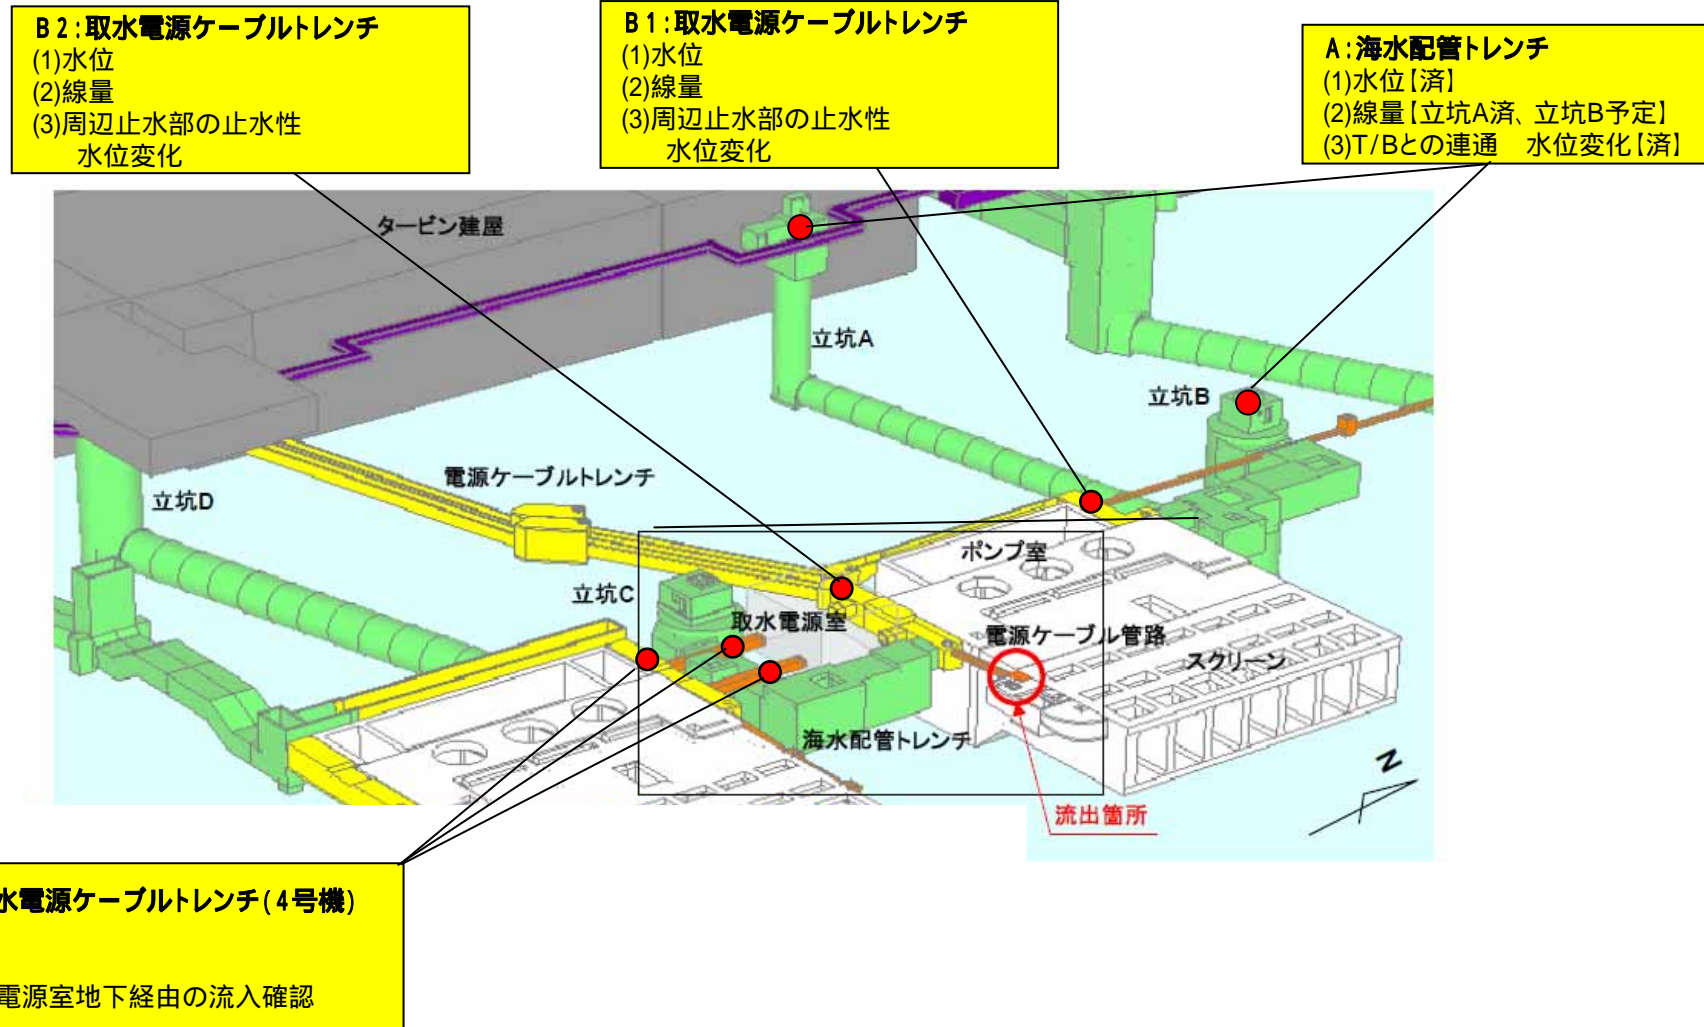 B2:取水電源ケーブルトレンチ
(1)水位
(2)線量
(3)周辺止水部の止水性
水位変化
B1:取水電源ケーブルトレンチ
(1)水位
(2)線量
(3)周辺止水部の止水性
水位変化
A:海水配管トレンチ
(1)水位【済】
(2)線量【立坑A済、立坑B予定】
(3)T/Bとの連通　水位変化【済】
タービン建屋
立坑A
立坑B
電源ケーブルトレンチ
立坑D
ポンプ室
立坑C
取水電源室
電源ケーブル管路
スクリーン
海水配管トレンチ
N
流出箇所
水電源ケーブルトレンチ(4号機)
電源室地下経由の流入確認